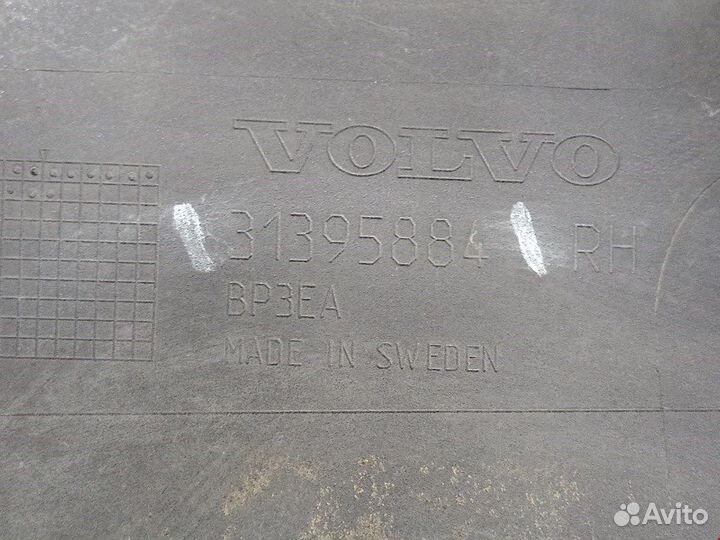 VOLVO
31395884 RH
BP3EA
MADE IN SWEDEN
Avito